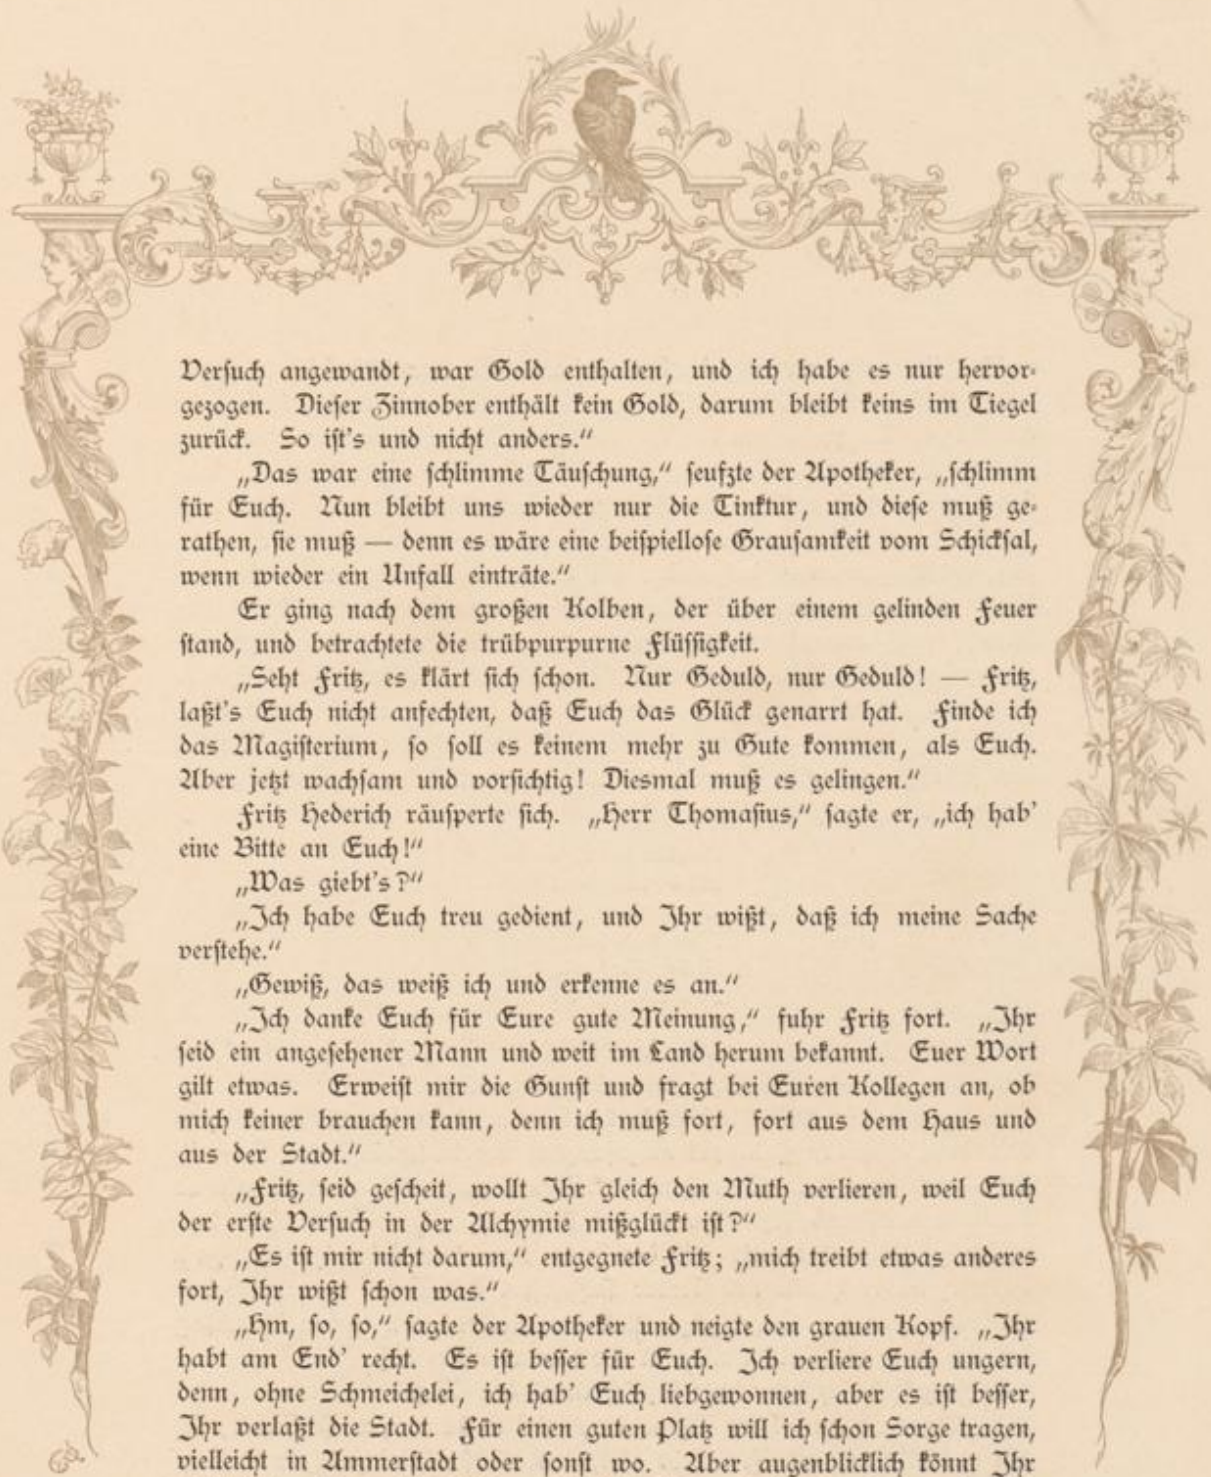 Versuch angewandt, war Gold enthalten, und ich habe es nur hervor-
gezogen. Dieser Zinnober enthält kein Gold, darum bleibt keins im Tiegel
zurück. So ist's und nicht anders.“
„Das war eine schlimme Täuschung,“ seufzte der Apotheker, „schlimm
für Euch. Nun bleibt uns wieder nur die Tinktur, und diese muß ge-
rathen, sie muß — denn es wäre eine beispiellose Grausamkeit vom Schicksal,
wenn wieder ein Unfall einträte.“
Er ging nach dem großen Kolben, der über einem gelinden Feuer
stand, und betrachtete die trübpurpurne Flüssigkeit.
„Seht Fritz, es klärt sich schon. Nur Geduld, nur Geduld! — Fritz,
laßt's Euch nicht anfechten, daß Euch das Glück genarrt hat. Finde ich
das Magisterium, so soll es keinem mehr zu Gute kommen, als Euch.
Aber jetzt wachsam und vorsichtig! Diesmal muß es gelingen.“
Fritz Hederich räusperte sich. „Herr Thomasius,“ sagte er, „ich hab'
eine Bitte an Euch!“
„Was giebt's?“
„Ich habe Euch treu gedient, und Ihr wißt, daß ich meine Sache
verstehe.“
„Gewiß, das weiß ich und erkenne es an.“
„Ich danke Euch für Eure gute Meinung,“ fuhr Fritz fort. „Ihr
seid ein angesehener Mann und weit im Land herum bekannt. Euer Wort
gilt etwas. Erweist mir die Gunst und fragt bei Euren Kollegen an, ob
mich keiner brauchen kann, denn ich muß fort, fort aus dem Haus und
aus der Stadt.“
„Fritz, seid gescheit, wollt Ihr gleich den Muth verlieren, weil Euch
der erste Versuch in der Alchymie mißglückt ist?“
„Es ist mir nicht darum,“ entgegnete Fritz; „mich treibt etwas anderes
fort, Ihr wißt schon was.“
„Hm, so, so,“ sagte der Apotheker und neigte den grauen Kopf. „Ihr
habt am End' recht. Es ist besser für Euch. Ich verliere Euch ungern,
denn, ohne Schmeichelei, ich hab' Euch liebgewonnen, aber es ist besser,
Ihr verlaßt die Stadt. Für einen guten Platz will ich schon Sorge tragen,
vielleicht in Ammerstadt oder sonst wo. Aber augenblicklich könnt Ihr